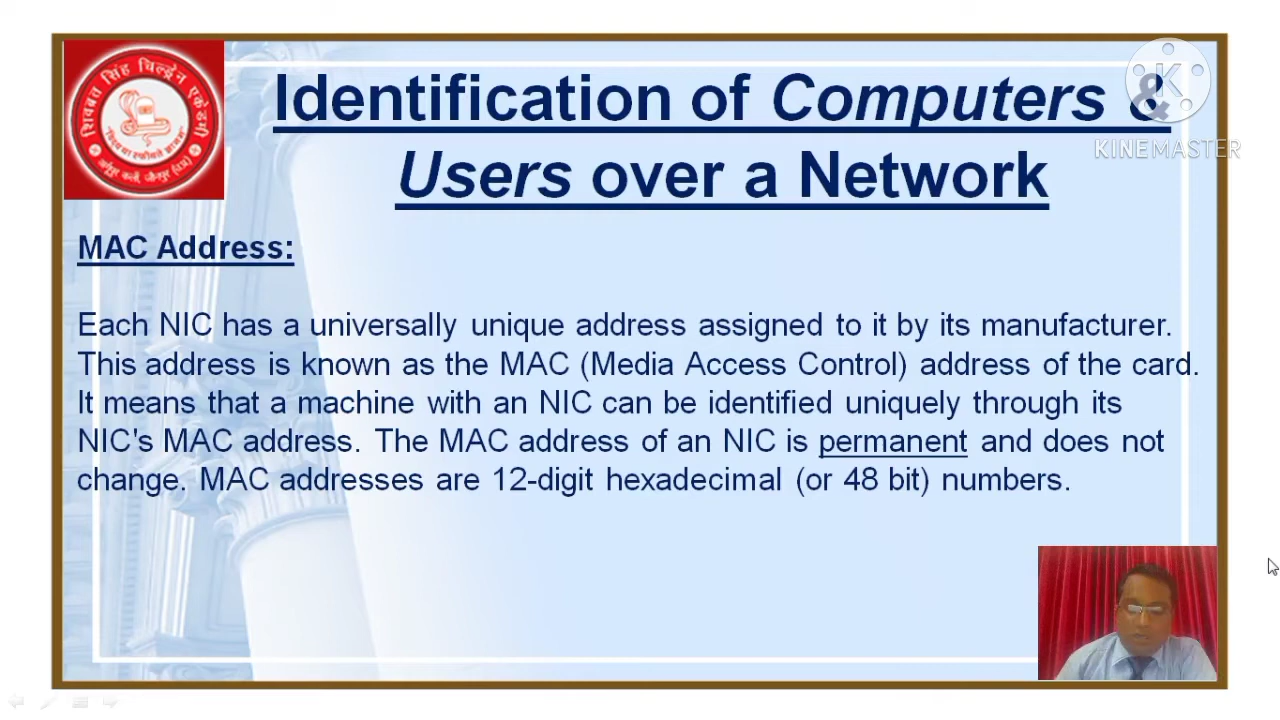 Identification of Computers &
Users over a Network
KINEMASTER
शिवबत सिंह चिल्ड्रेन एकेडमी
MAC Address:
Each NIC has a universally unique address assigned to it by its manufacturer.
This address is known as the MAC (Media Access Control) address of the card.
It means that a machine with an NIC can be identified uniquely through its
NIC's MAC address. The MAC address of an NIC is permanent and does not
change. MAC addresses are 12-digit hexadecimal (or 48 bit) numbers.